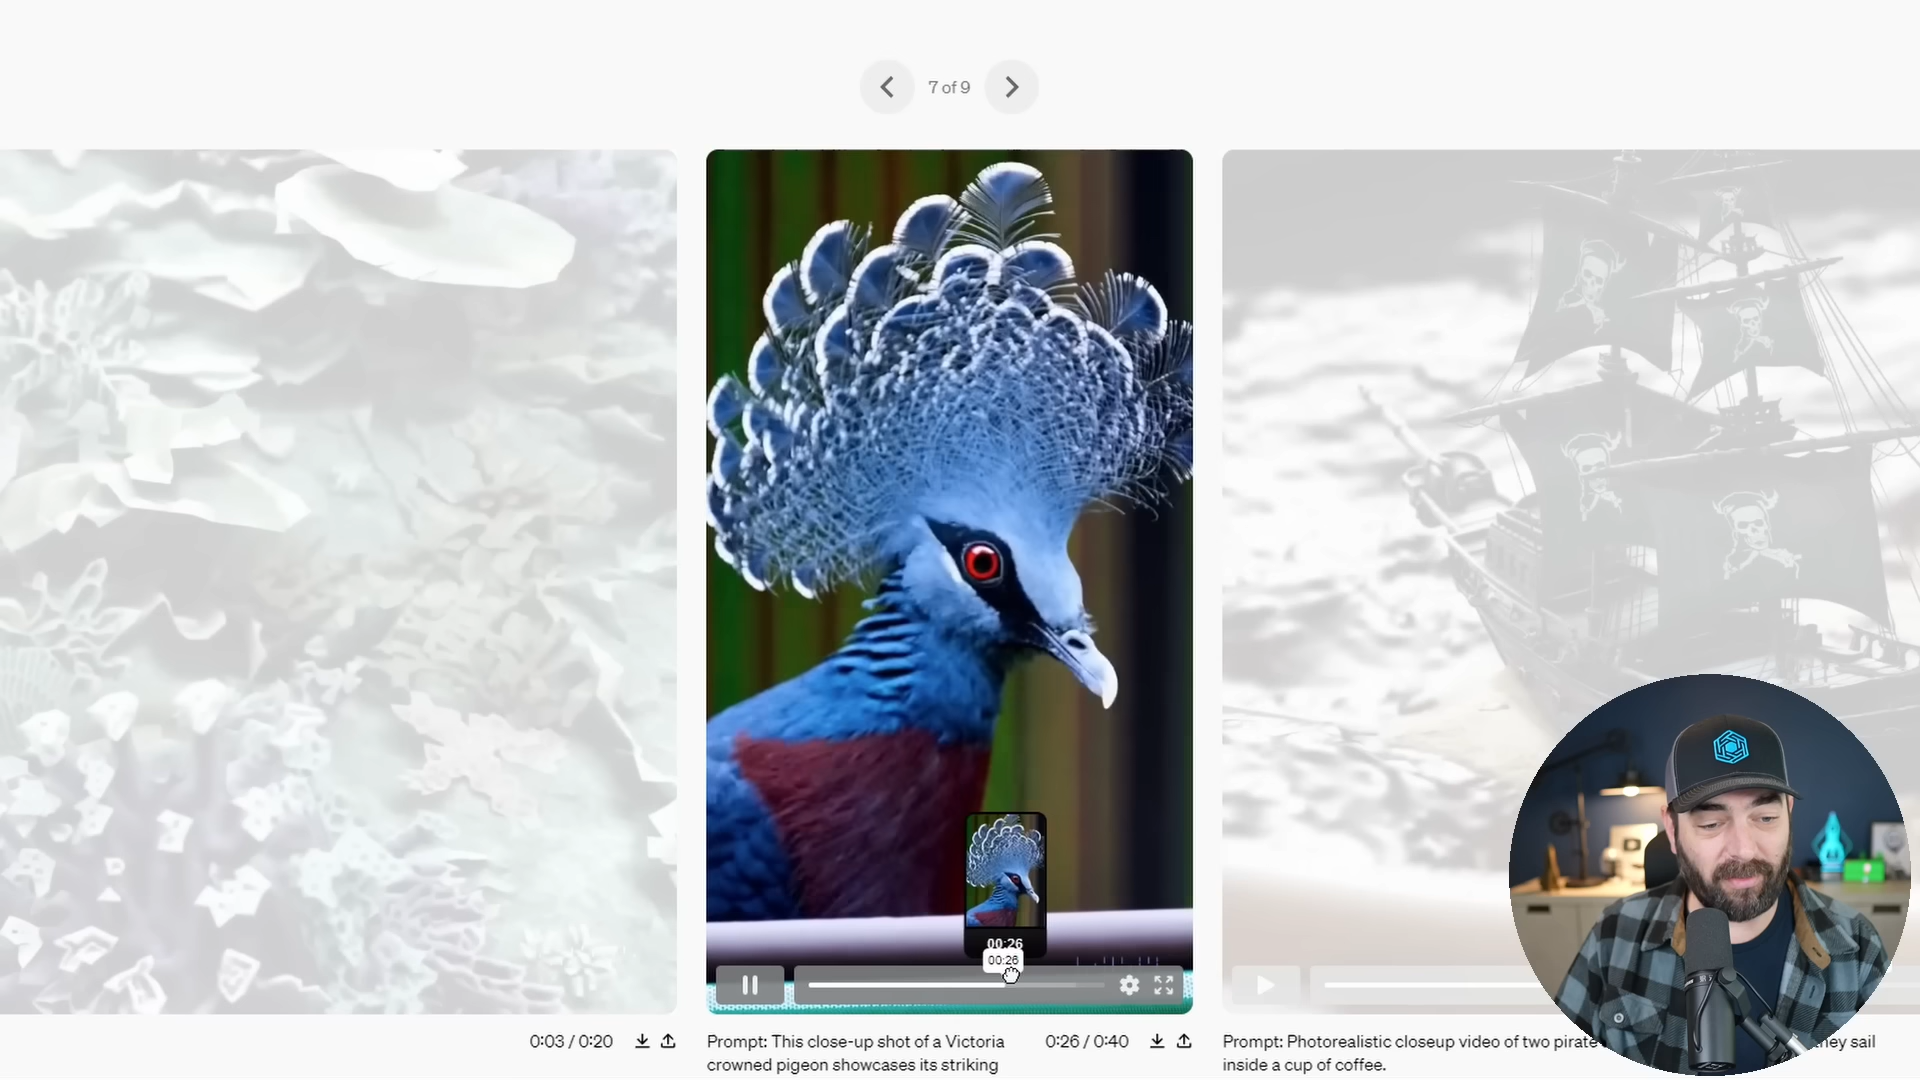 7 of 9
00:26
00:26
0:03 / 0:20
Prompt: This close-up shot of a Victoria
crowned pigeon showcases its striking
0:26 / 0:40
Prompt: Photorealistic closeup video of two pirate
they sail
inside a cup of coffee.